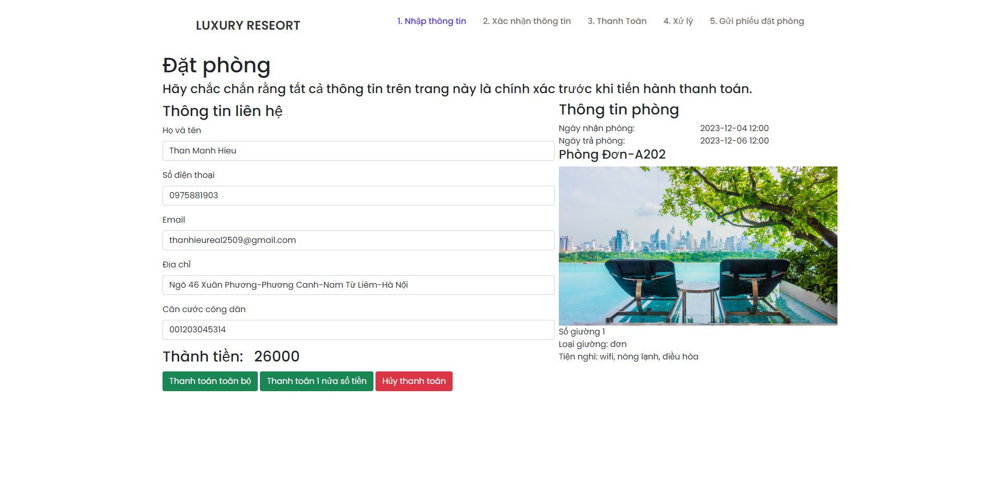 LUXURY RESEORT
1. Nhập thông tin
2. Xác nhận thông tin
3. Thanh Toán
4. Xử lý
5. Gửi phiếu đặt phòng
Đặt phòng
Hãy chắc chắn rằng tất cả thông tin trên trang này là chính xác trước khi tiến hành thanh toán.
Thông tin liên hệ
Họ và tên
Than Manh Hieu
Số điện thoại
0975881903
Email
thanhieureal2509@gmail.com
Địa chỉ
Ngõ 46 Xuân Phương-Phương Canh-Nam Từ Liêm-Hà Nội
Căn cước công dân
001203045314
Thành tiền: 26000
Thanh toán toàn bộ
Thanh toán 1 nửa số tiền
Hủy thanh toán
Thông tin phòng
Ngày nhận phòng: 2023-12-04 12:00
Ngày trả phòng: 2023-12-06 12:00
Phòng Đơn-A202
Số giường 1
Loại giường: đơn
Tiện nghi: wifi, nóng lạnh, điều hòa